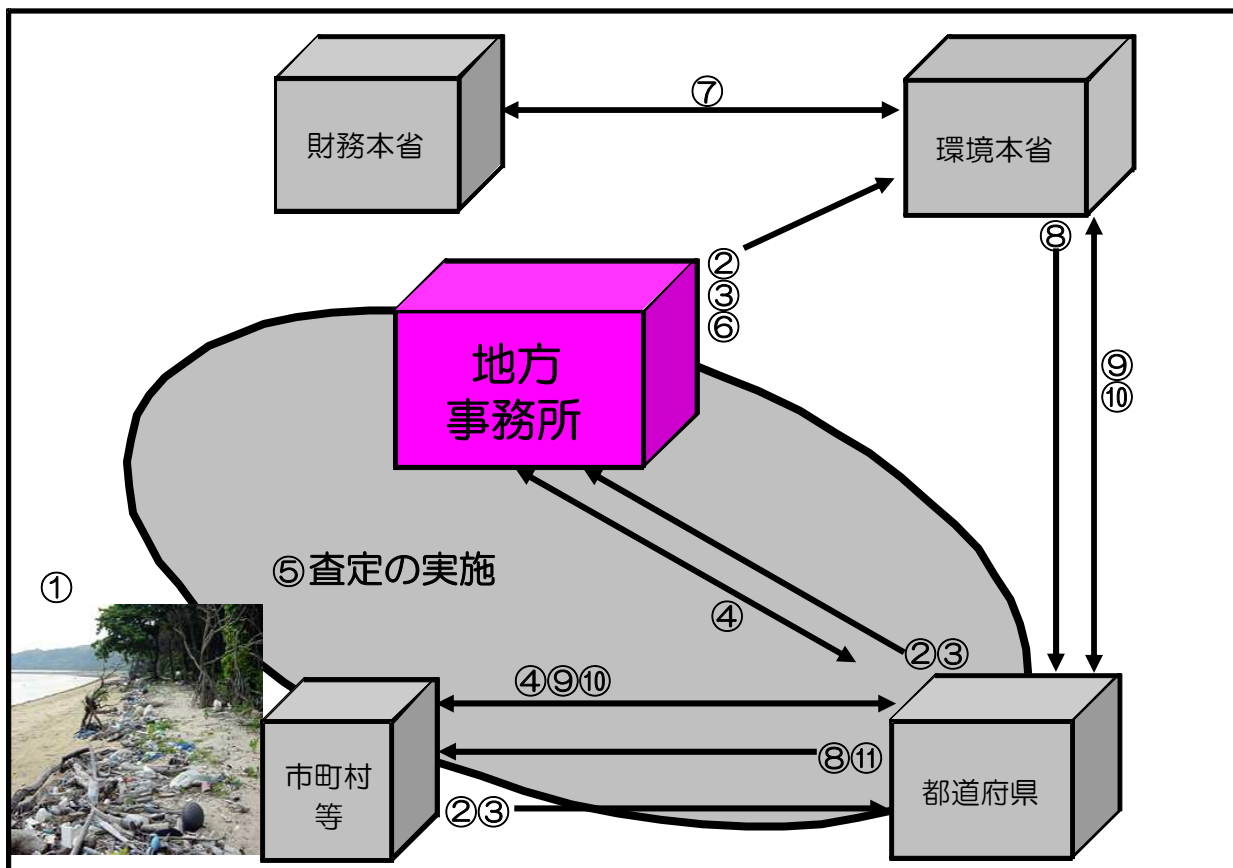 ⑦
財務本省
環境本省
⑧
②
③
⑥
⑨
⑩
地方
事務所
①
⑤査定の実施
④
②③
④⑨⑩
⑧⑪
市町村
等
②③
都道府県